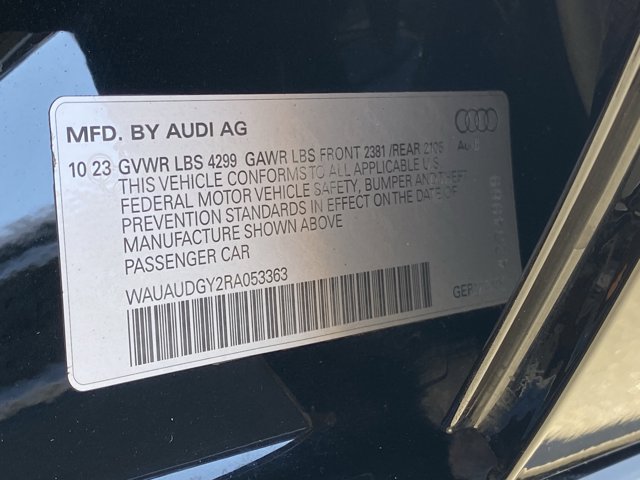 MFD. BY AUDI AG
10 23 GVWR LBS 4299 GAWR LBS FRONT 2381 /REAR
THIS VEHICLE CONFORMS TO ALL APPLICABLE U.S.
FEDERAL MOTOR VEHICLE SAFETY, BUMPER AND THEFT
PREVENTION STANDARDS IN EFFECT ON THE DATE OF
MANUFACTURE SHOWN ABOVE
PASSENGER CAR
WAUAUDGY2RA053363
Audi